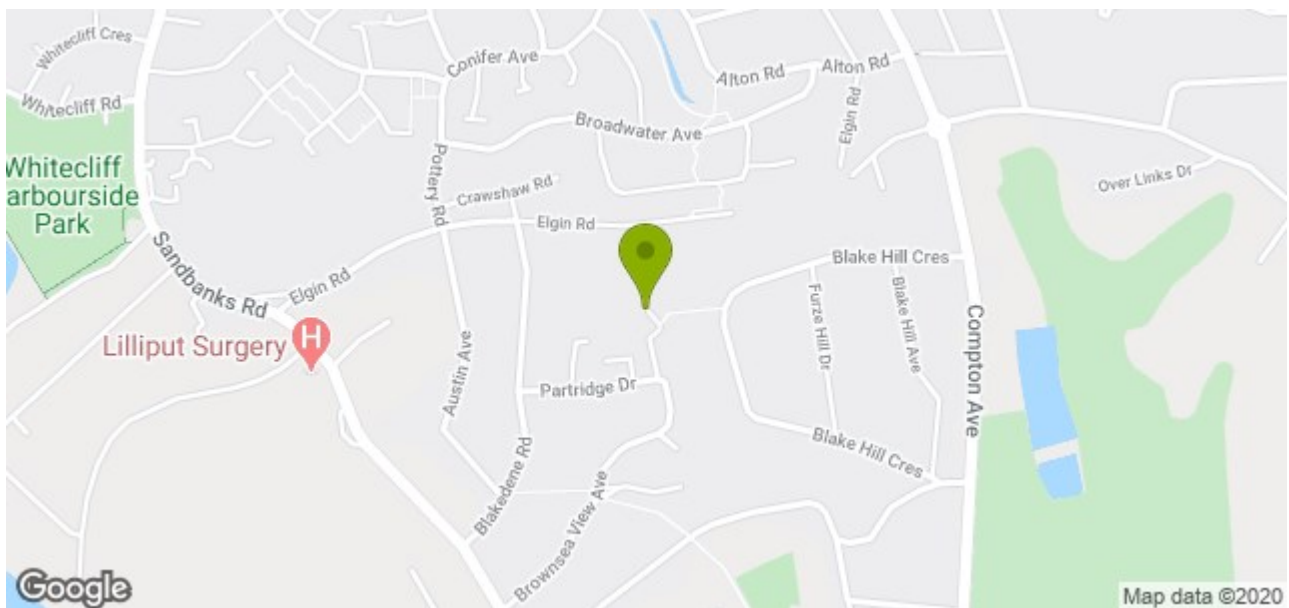 Whitecliff Cres
Whitecliff Rd
Conifer Ave
Alton Rd
Alton Rd
Elgin Rd
Broadwater Ave
Whitecliff
arbourside
Park
Pottery Rd
Crawshaw Rd
Elgin Rd
Over Links Dr
Sandbanks Rd
Elgin Rd
Blake Hill Cres
Furze Hill Dr
Blake Hill Ave
Compton Ave
Lilliput Surgery
H
Austin Ave
Partridge Dr
Blakedene Rd
Blake Hill Cres
Brownsea View Ave
Google
Map data ©2020